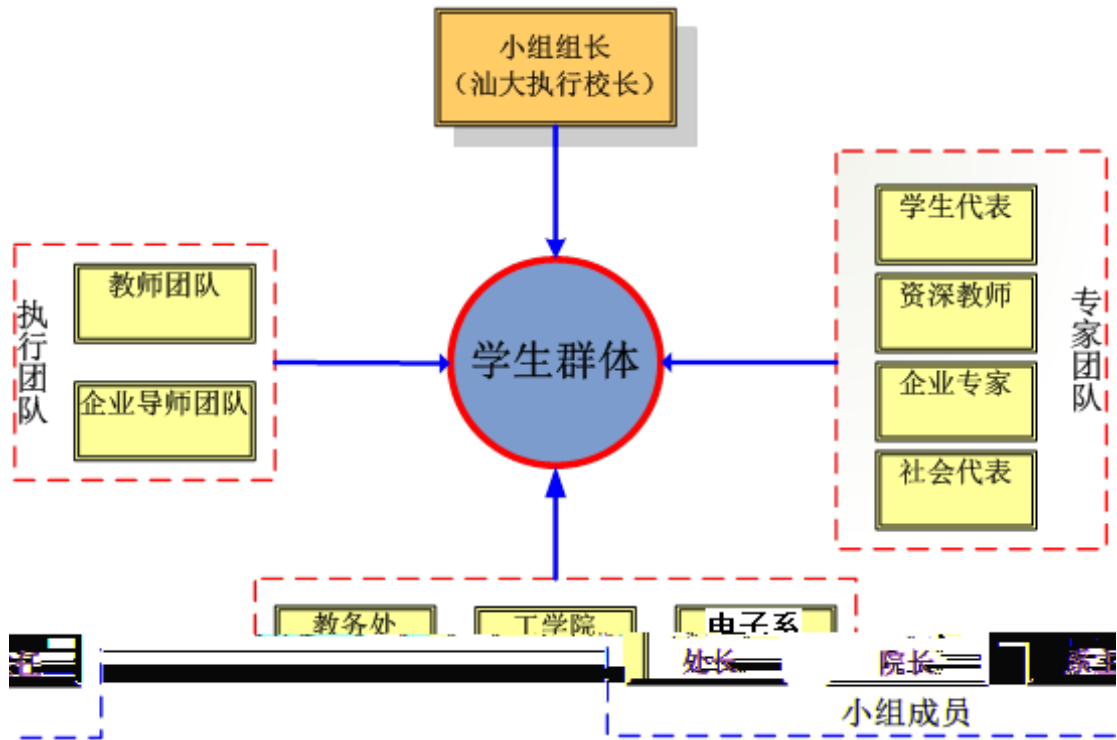 小组组长
（汕大执行校长）
执行团队
教师团队
企业导师团队
学生群体
学生代表
资深教师
企业专家
社会代表
专家团队
教务处
工学院
电子系
处长
院长
小组成员